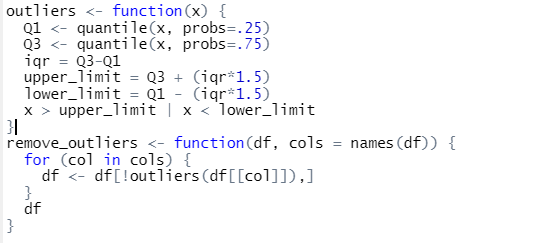 outliers <- function(x) {
  Q1 <- quantile(x, probs=.25)
  Q3 <- quantile(x, probs=.75)
  iqr = Q3-Q1
  upper_limit = Q3 + (iqr*1.5)
  lower_limit = Q1 - (iqr*1.5)
  x > upper_limit | x < lower_limit
}
remove_outliers <- function(df, cols = names(df)) {
  for (col in cols) {
    df <- df[!outliers(df[[col]]),]
  }
  df
}